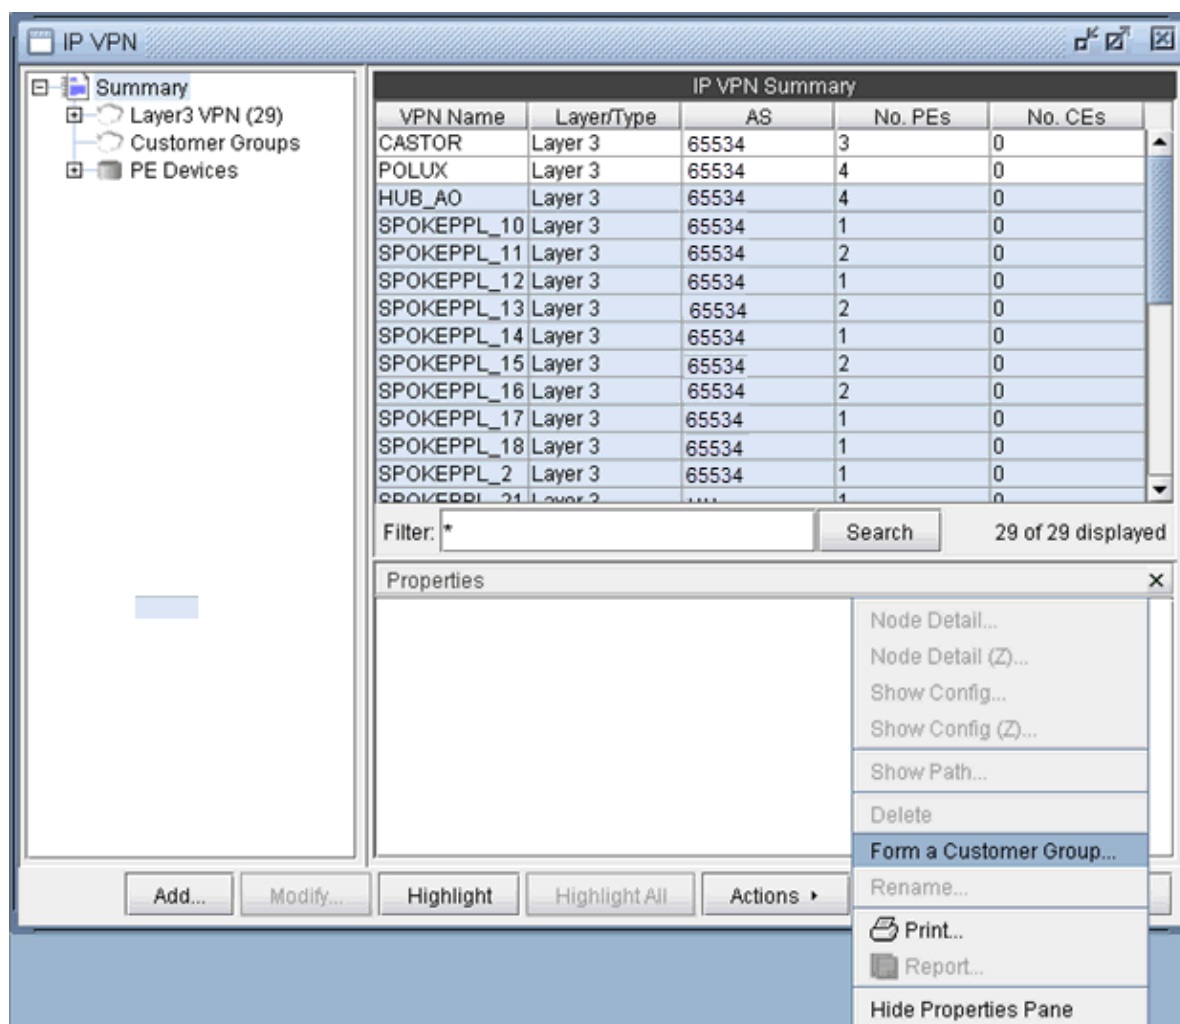 IP VPN
Summary
Layer3 VPN (29)
Customer Groups
PE Devices
IP VPN Summary
VPN Name Layer/Type AS No. PEs No. CEs
CASTOR Layer 3 65534 3 0
POLUX Layer 3 65534 4 0
HUB_AO Layer 3 65534 4 0
SPOKEPPL_10 Layer 3 65534 1 0
SPOKEPPL_11 Layer 3 65534 2 0
SPOKEPPL_12 Layer 3 65534 1 0
SPOKEPPL_13 Layer 3 65534 2 0
SPOKEPPL_14 Layer 3 65534 1 0
SPOKEPPL_15 Layer 3 65534 2 0
SPOKEPPL_16 Layer 3 65534 2 0
SPOKEPPL_17 Layer 3 65534 1 0
SPOKEPPL_18 Layer 3 65534 1 0
SPOKEPPL_2 Layer 3 65534 1 0
SPOKEPPL_21 Layer 3 1 0
Filter: * Search 29 of 29 displayed
Properties
Node Detail...
Node Detail (Z)...
Show Config...
Show Config (Z)...
Show Path...
Delete
Form a Customer Group...
Rename...
Print...
Report...
Hide Properties Pane
Add... Modify... Highlight Highlight All Actions